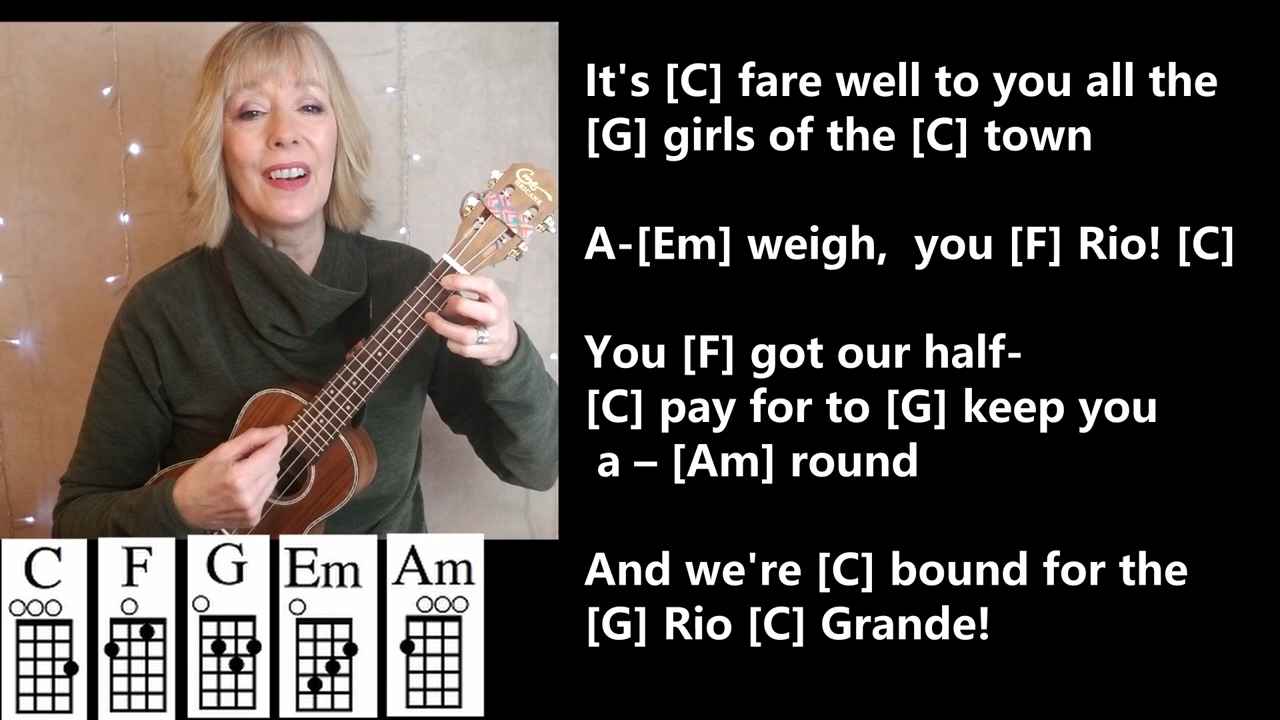 It's [C] fare well to you all the
[G] girls of the [C] town
A-[Em] weigh,  you [F] Rio! [C]
You [F] got our half-
[C] pay for to [G] keep you
a – [Am] round
And we're [C] bound for the
[G] Rio [C] Grande!
C F G Em Am